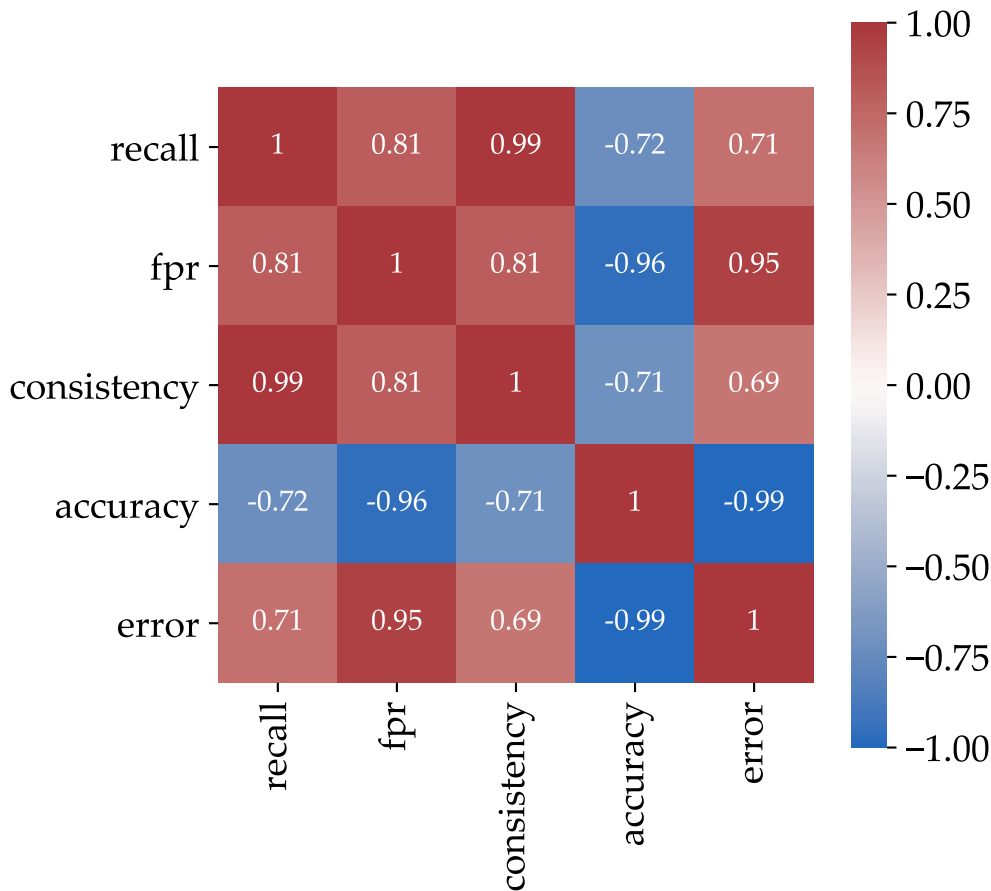 recall 1 0.81 0.99 -0.72 0.71
fpr 0.81 1 0.81 -0.96 0.95
consistency 0.99 0.81 1 -0.71 0.69
accuracy -0.72 -0.96 -0.71 1 -0.99
error 0.71 0.95 0.69 -0.99 1
recall fpr consistency accuracy error
1.00
0.75
0.50
0.25
0.00
−0.25
−0.50
−0.75
−1.00